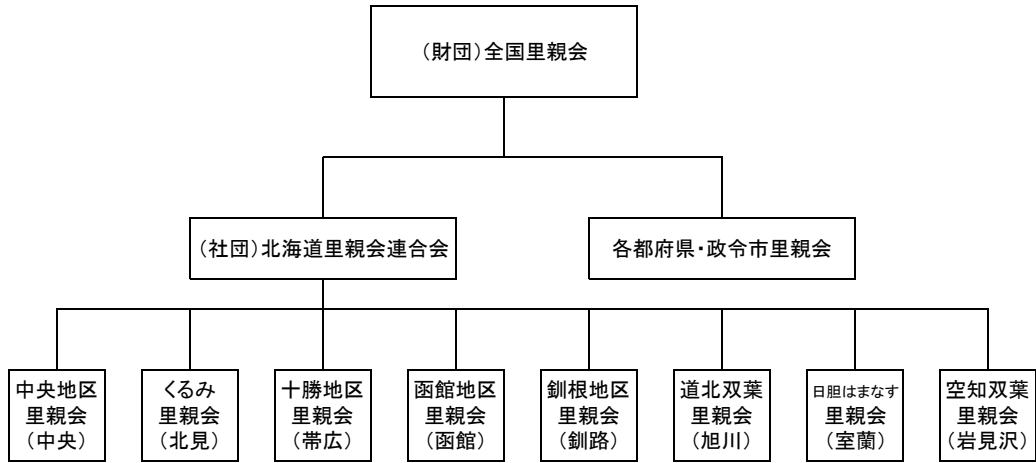 （財団）全国里親会
（社団）北海道里親会連合会
各都府県・政令市里親会
中央地区
里親会
（中央）
くるみ
里親会
（北見）
十勝地区
里親会
（帯広）
函館地区
里親会
（函館）
釧根地区
里親会
（釧路）
道北双葉
里親会
（旭川）
日胆はまなす
里親会
（室蘭）
空知双葉
里親会
（岩見沢）